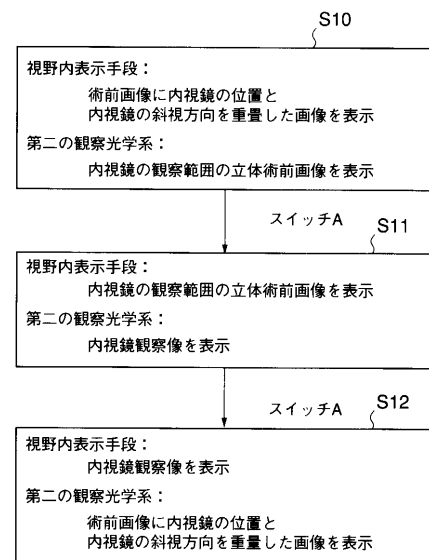 S10
視野内表示手段：
術前画像に内視鏡の位置と
内視鏡の斜視方向を重畳した画像を表示
第二の観察光学系：
内視鏡の観察範囲の立体術前画像を表示
スイッチA
S11
視野内表示手段：
内視鏡の観察範囲の立体術前画像を表示
第二の観察光学系：
内視鏡観察像を表示
スイッチA
S12
視野内表示手段：
内視鏡観察像を表示
第二の観察光学系：
術前画像に内視鏡の位置と
内視鏡の斜視方向を重量した画像を表示